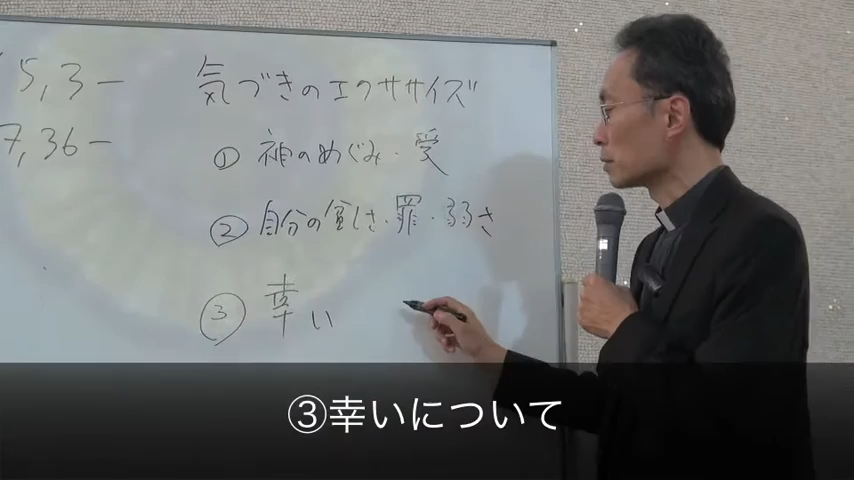 5,3ー
7,36ー
気づきのエクササイズ
① 神のめぐみ・受
② 自分の貧しさ・罪・弱さ
③ 幸い
③幸いについて